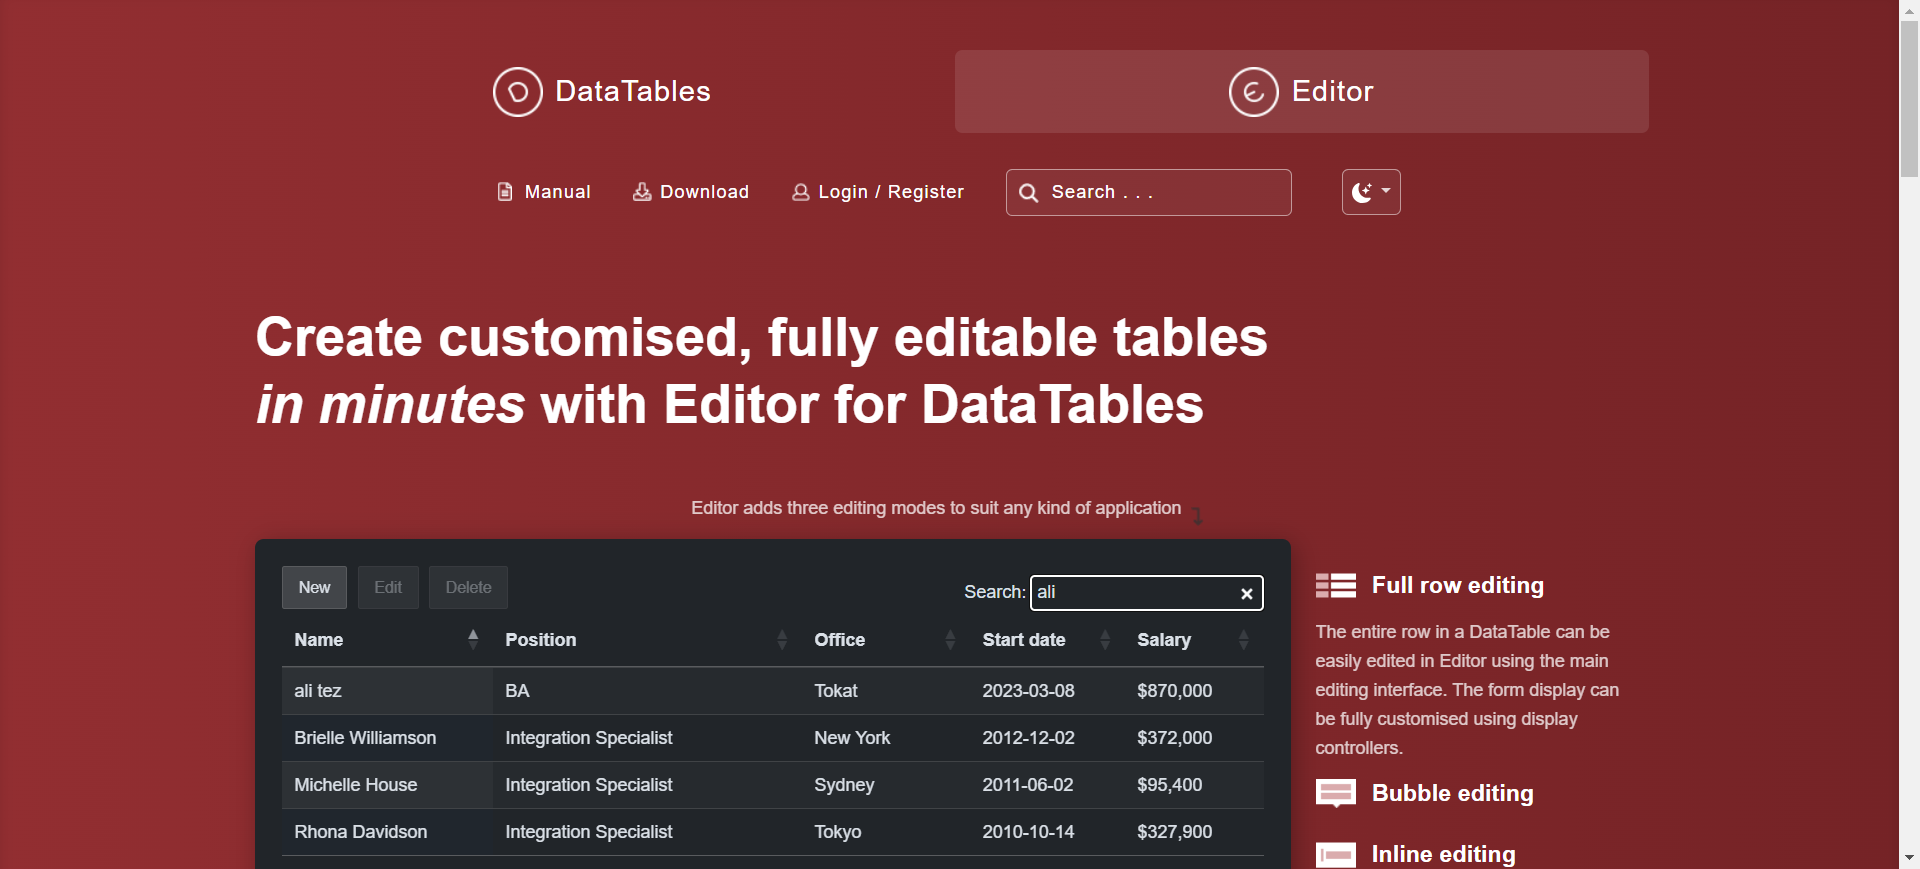 DataTables
Editor
Manual
Download
Login / Register
Search . . .
Create customised, fully editable tables
in minutes with Editor for DataTables
Editor adds three editing modes to suit any kind of application
New Edit Delete
Search: ali
Name Position Office Start date Salary
ali tez BA Tokat 2023-03-08 $870,000
Brielle Williamson Integration Specialist New York 2012-12-02 $372,000
Michelle House Integration Specialist Sydney 2011-06-02 $95,400
Rhona Davidson Integration Specialist Tokyo 2010-10-14 $327,900
Full row editing
The entire row in a DataTable can be
easily edited in Editor using the main
editing interface. The form display can
be fully customised using display
controllers.
Bubble editing
Inline editing